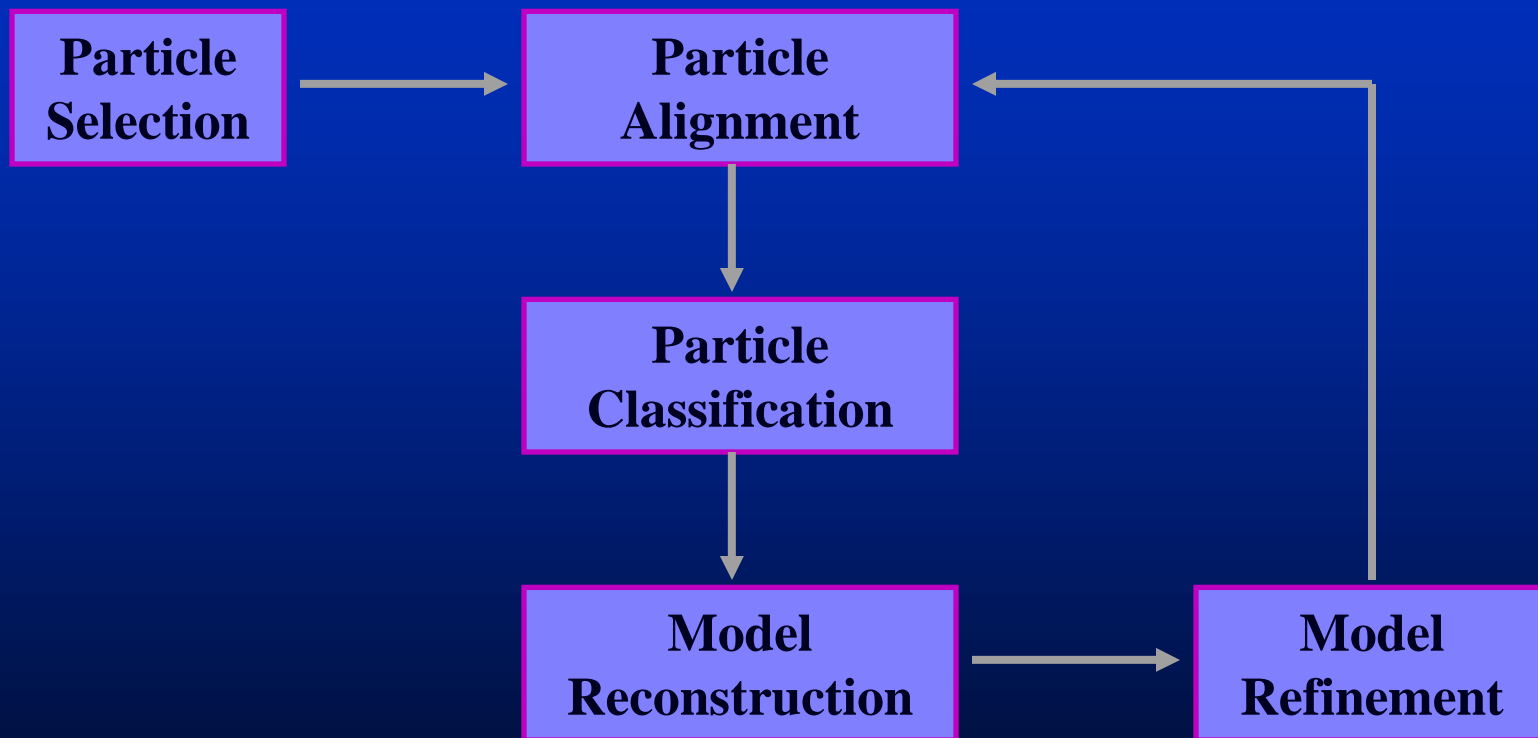 Particle
Selection
Particle
Alignment
Particle
Classification
Model
Reconstruction
Model
Refinement